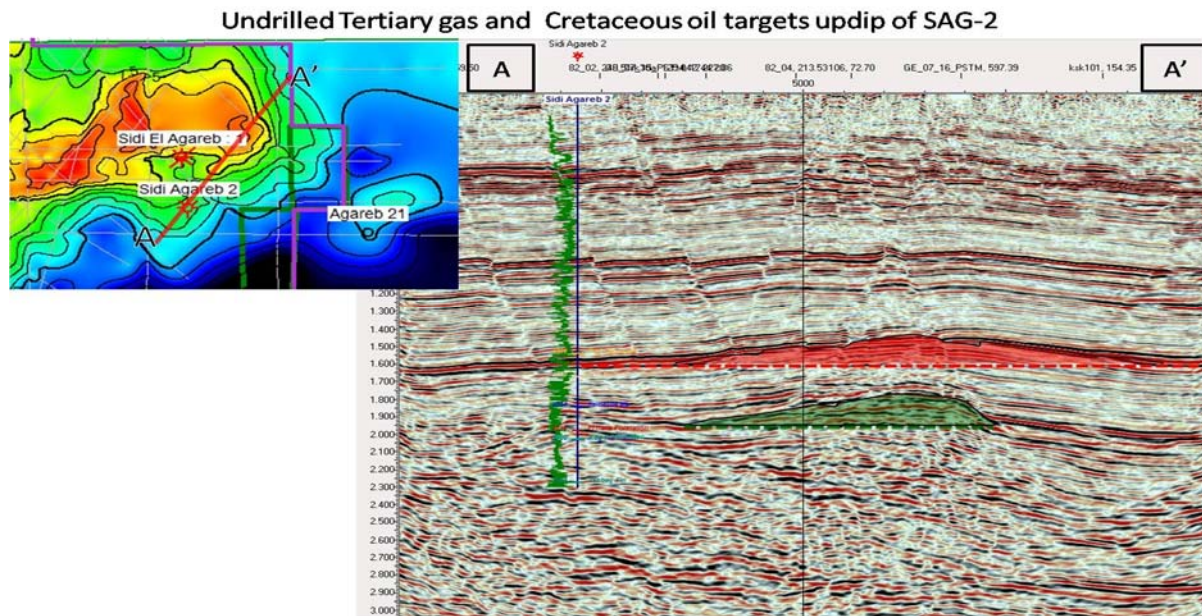 Undrilled Tertiary gas and Cretaceous oil targets updip of SAG-2
A'
Sidi El Agareb : 1
Sidi Agareb 2
Agareb 21
A
Sidi Agareb 2
A
A'
82_04, 213.53106, 72.70
GE_07_16_PSTM, 597.39
ksk101, 154.35
5000
Sidi Agareb 2
1.200
1.300
1.400
1.500
1.600
1.700
1.800
1.900
2.000
2.100
2.200
2.300
2.400
2.500
2.600
2.700
2.800
2.900
3.000